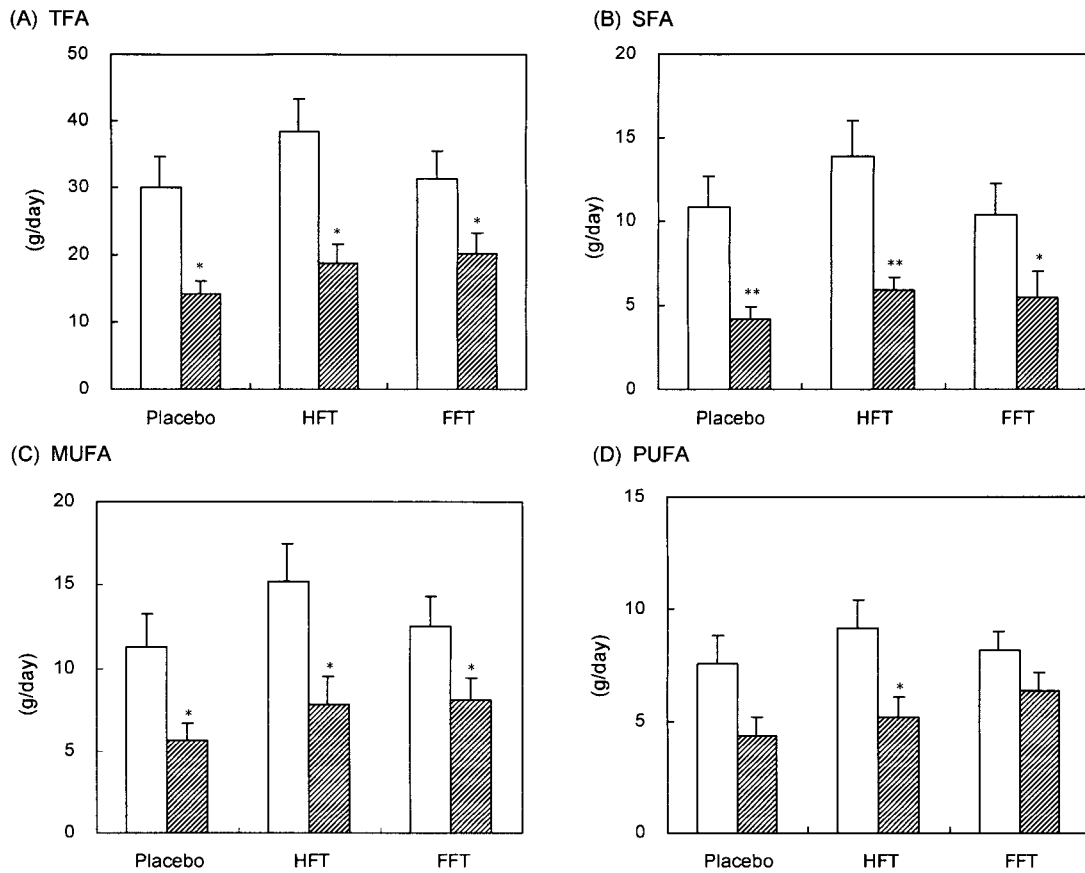 (A) TFA
50
40
30
20
10
0
(g/day)
*
*
*
Placebo HFT FFT
(B) SFA
20
15
10
5
0
(g/day)
**
**
*
Placebo HFT FFT
(C) MUFA
20
15
10
5
0
(g/day)
*
*
*
Placebo HFT FFT
(D) PUFA
15
10
5
0
(g/day)
*
Placebo HFT FFT